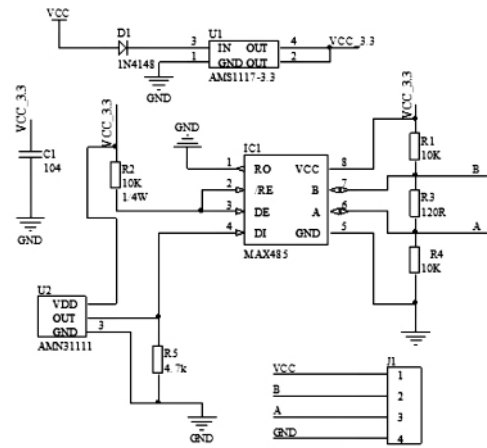 VCC
D1
1N4148
U1
3 IN OUT 4
1 GND OUT 2
AMS1117-3.3
VCC_3.3
GND
VCC_3.3
C1
104
GND
VCC_3.3
R2
10K
1/4W
GND
IC1
1 RO VCC 8
2 /RE B 7
3 DE A 6
4 DI GND 5
MAX485
VCC_3.3
R1
10K
B
R3
120R
A
R4
10K
U2
VDD
OUT
GND 3
AMN31111
R5
4.7k
GND
J1
VCC 1
B 2
A 3
GND 4